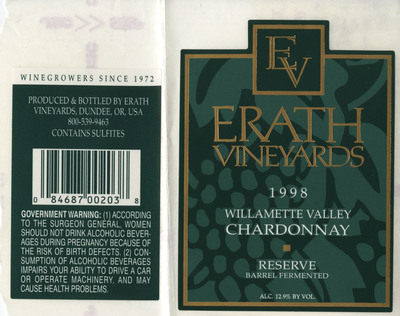 WINEGROWERS SINCE 1972
PRODUCED & BOTTLED BY ERATH
VINEYARDS, DUNDEE, OR, USA
800-539-9463
CONTAINS SULFITES
0 84687 00203 8
GOVERNMENT WARNING: (1) ACCORDING
TO THE SURGEON GENERAL, WOMEN
SHOULD NOT DRINK ALCOHOLIC BEVER-
AGES DURING PREGNANCY BECAUSE OF
THE RISK OF BIRTH DEFECTS. (2) CON-
SUMPTION OF ALCOHOLIC BEVERAGES
IMPAIRS YOUR ABILITY TO DRIVE A CAR
OR OPERATE MACHINERY, AND MAY
CAUSE HEALTH PROBLEMS.
EV
ERATH
VINEYARDS
1998
WILLAMETTE VALLEY
CHARDONNAY
RESERVE
BARREL FERMENTED
ALC. 12.9% BY VOL.